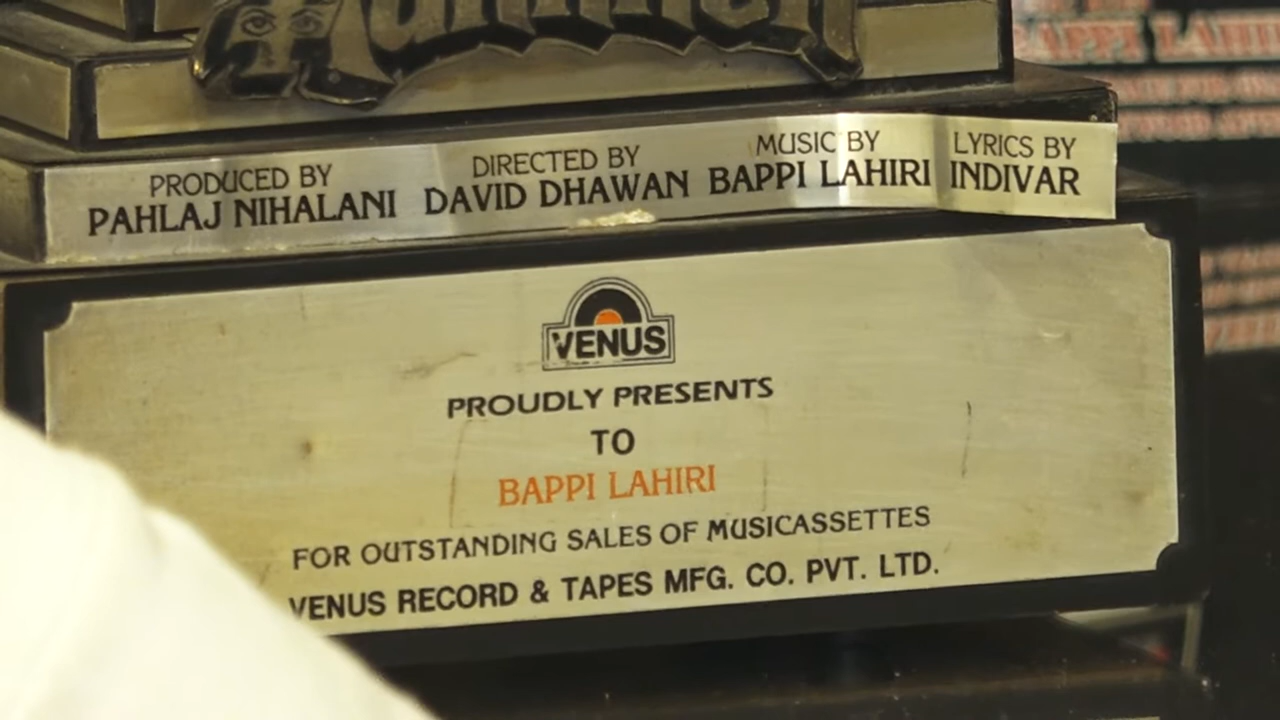 PRODUCED BY DIRECTED BY MUSIC BY LYRICS BY
PAHLAJ NIHALANI DAVID DHAWAN BAPPI LAHIRI INDIVAR
VENUS
PROUDLY PRESENTS
TO
BAPPI LAHIRI
FOR OUTSTANDING SALES OF MUSICASSETTES
VENUS RECORD & TAPES MFG. CO. PVT. LTD.